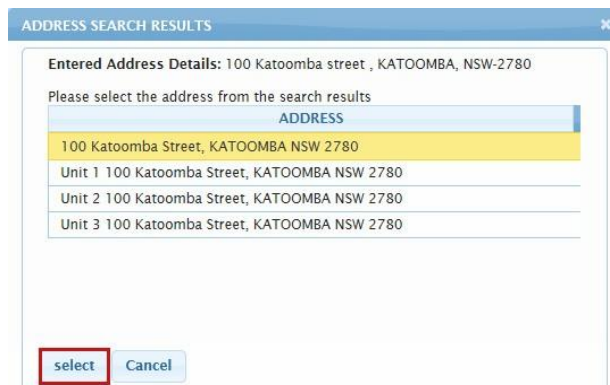 ADDRESS SEARCH RESULTS
Entered Address Details: 100 Katoomba street , KATOOMBA, NSW-2780
Please select the address from the search results
ADDRESS
100 Katoomba Street, KATOOMBA NSW 2780
Unit 1 100 Katoomba Street, KATOOMBA NSW 2780
Unit 2 100 Katoomba Street, KATOOMBA NSW 2780
Unit 3 100 Katoomba Street, KATOOMBA NSW 2780
select Cancel